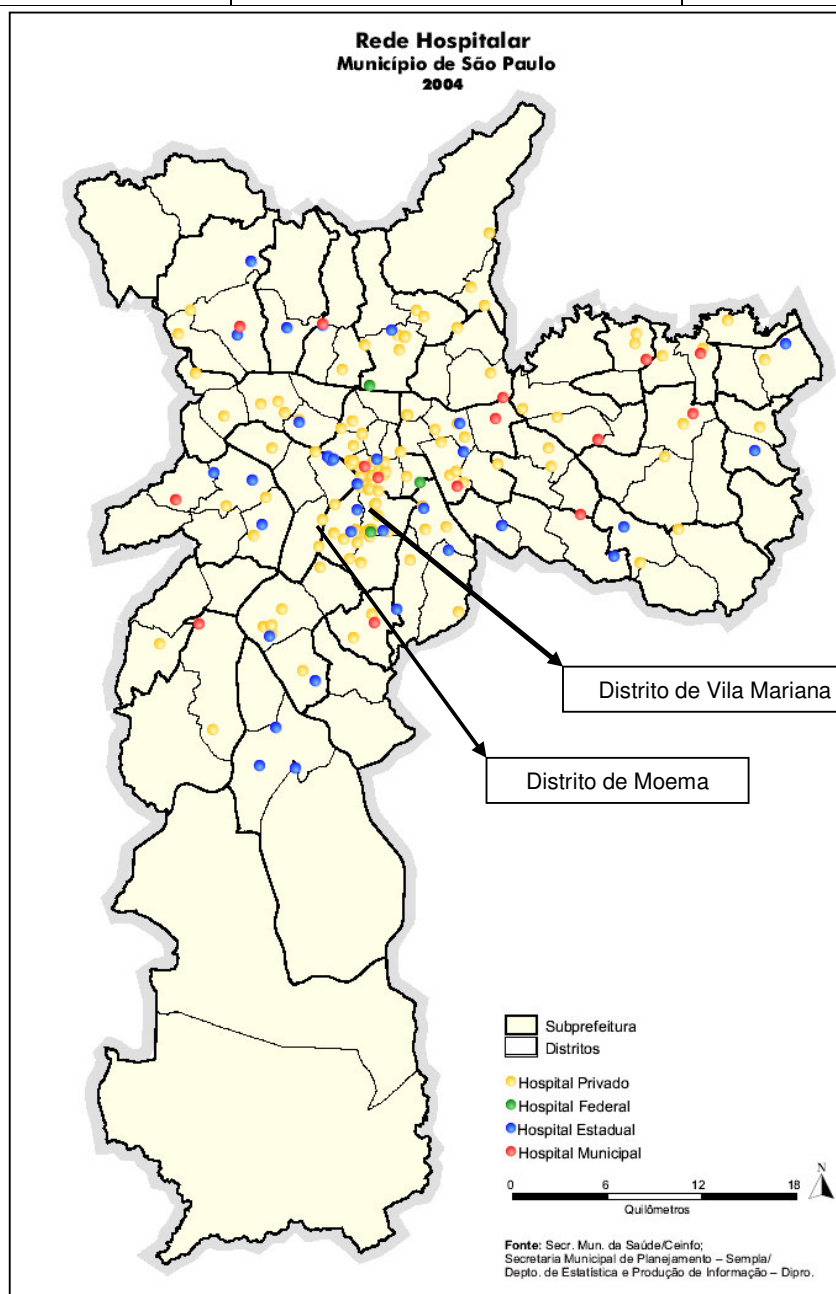 Rede Hospitalar
Município de São Paulo
2004
Distrito de Vila Mariana
Distrito de Moema
Subprefeitura
Distritos
Hospital Privado
Hospital Federal
Hospital Estadual
Hospital Municipal
N
0 6 12 18
Quilômetros
Fonte: Secr. Mun. da Saúde/Ceinfo;
Secretaria Municipal de Planejamento – Sempla/
Depto. de Estatística e Produção de Informação – Dipro.